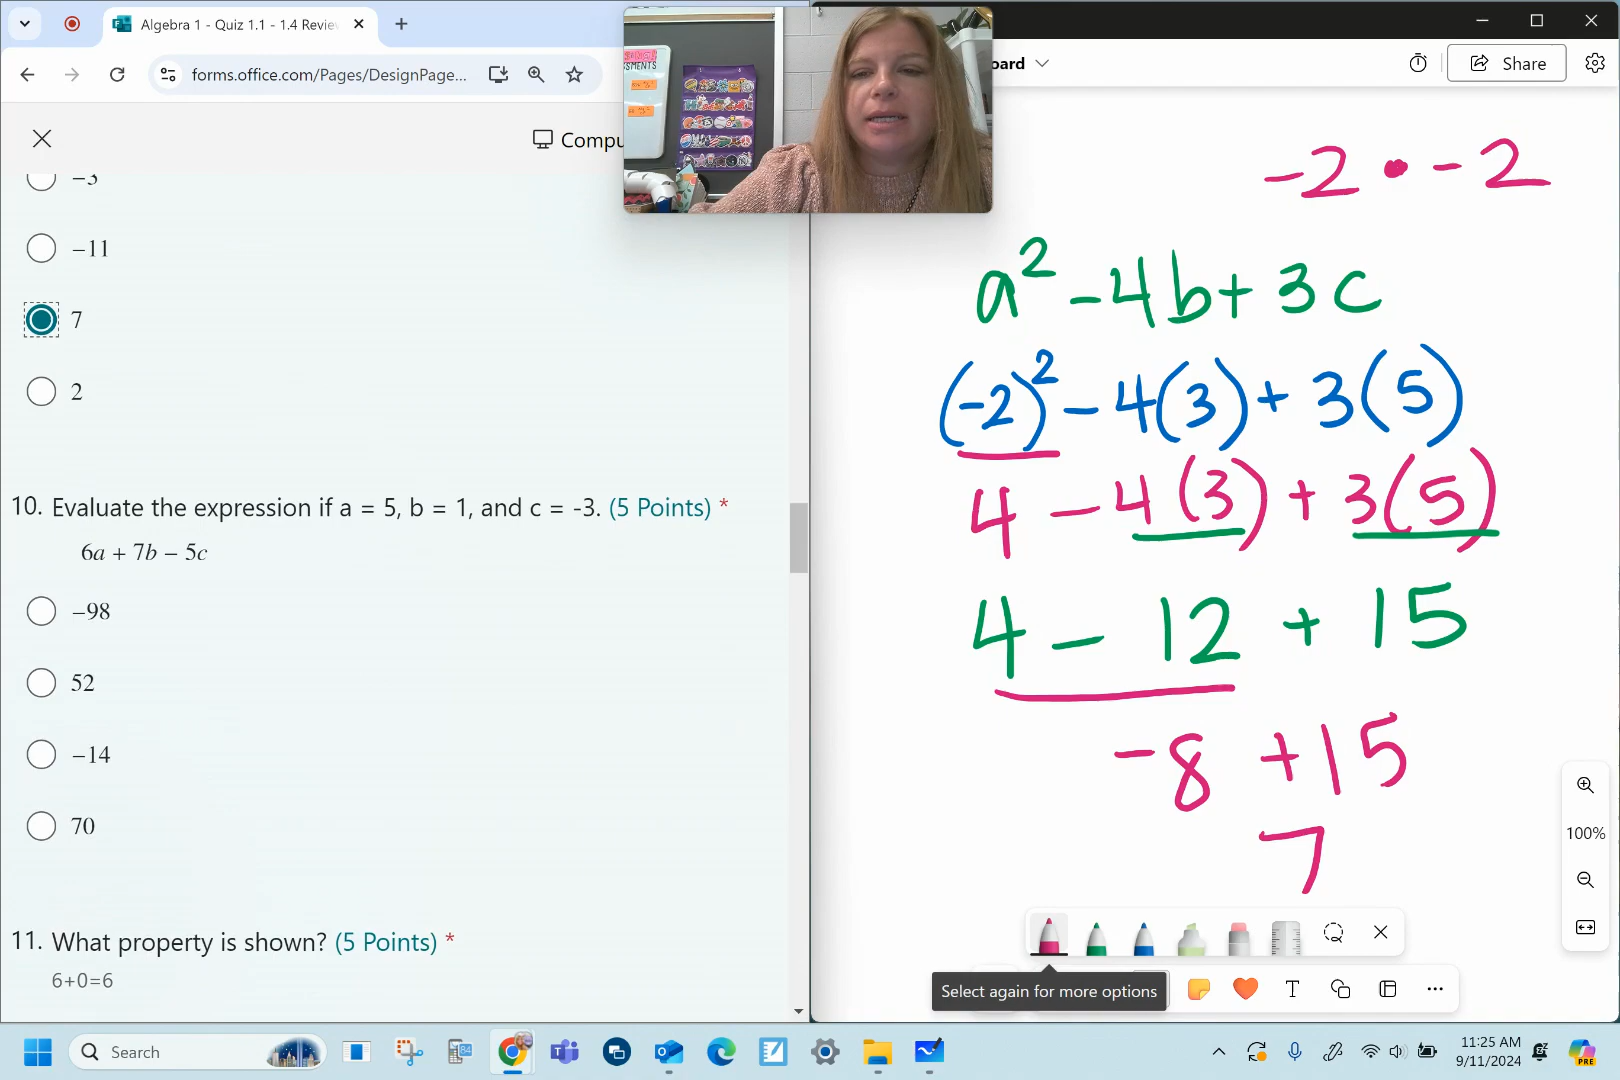 Algebra 1 - Quiz 1.1 - 1.4 Revie
forms.office.com/Pages/DesignPage...
Compu
−3
−11
7
2
10. Evaluate the expression if a = 5, b = 1, and c = -3. (5 Points) *
6a + 7b − 5c
−98
52
−14
70
11. What property is shown? (5 Points) *
6+0=6
SSMENTS
oard
Share
-2 • -2
a² - 4b + 3c
(-2)² - 4(3) + 3(5)
4 - 4(3) + 3(5)
4 - 12 + 15
-8 + 15
7
100%
Select again for more options
T
Search
11:25 AM
9/11/2024
PRE